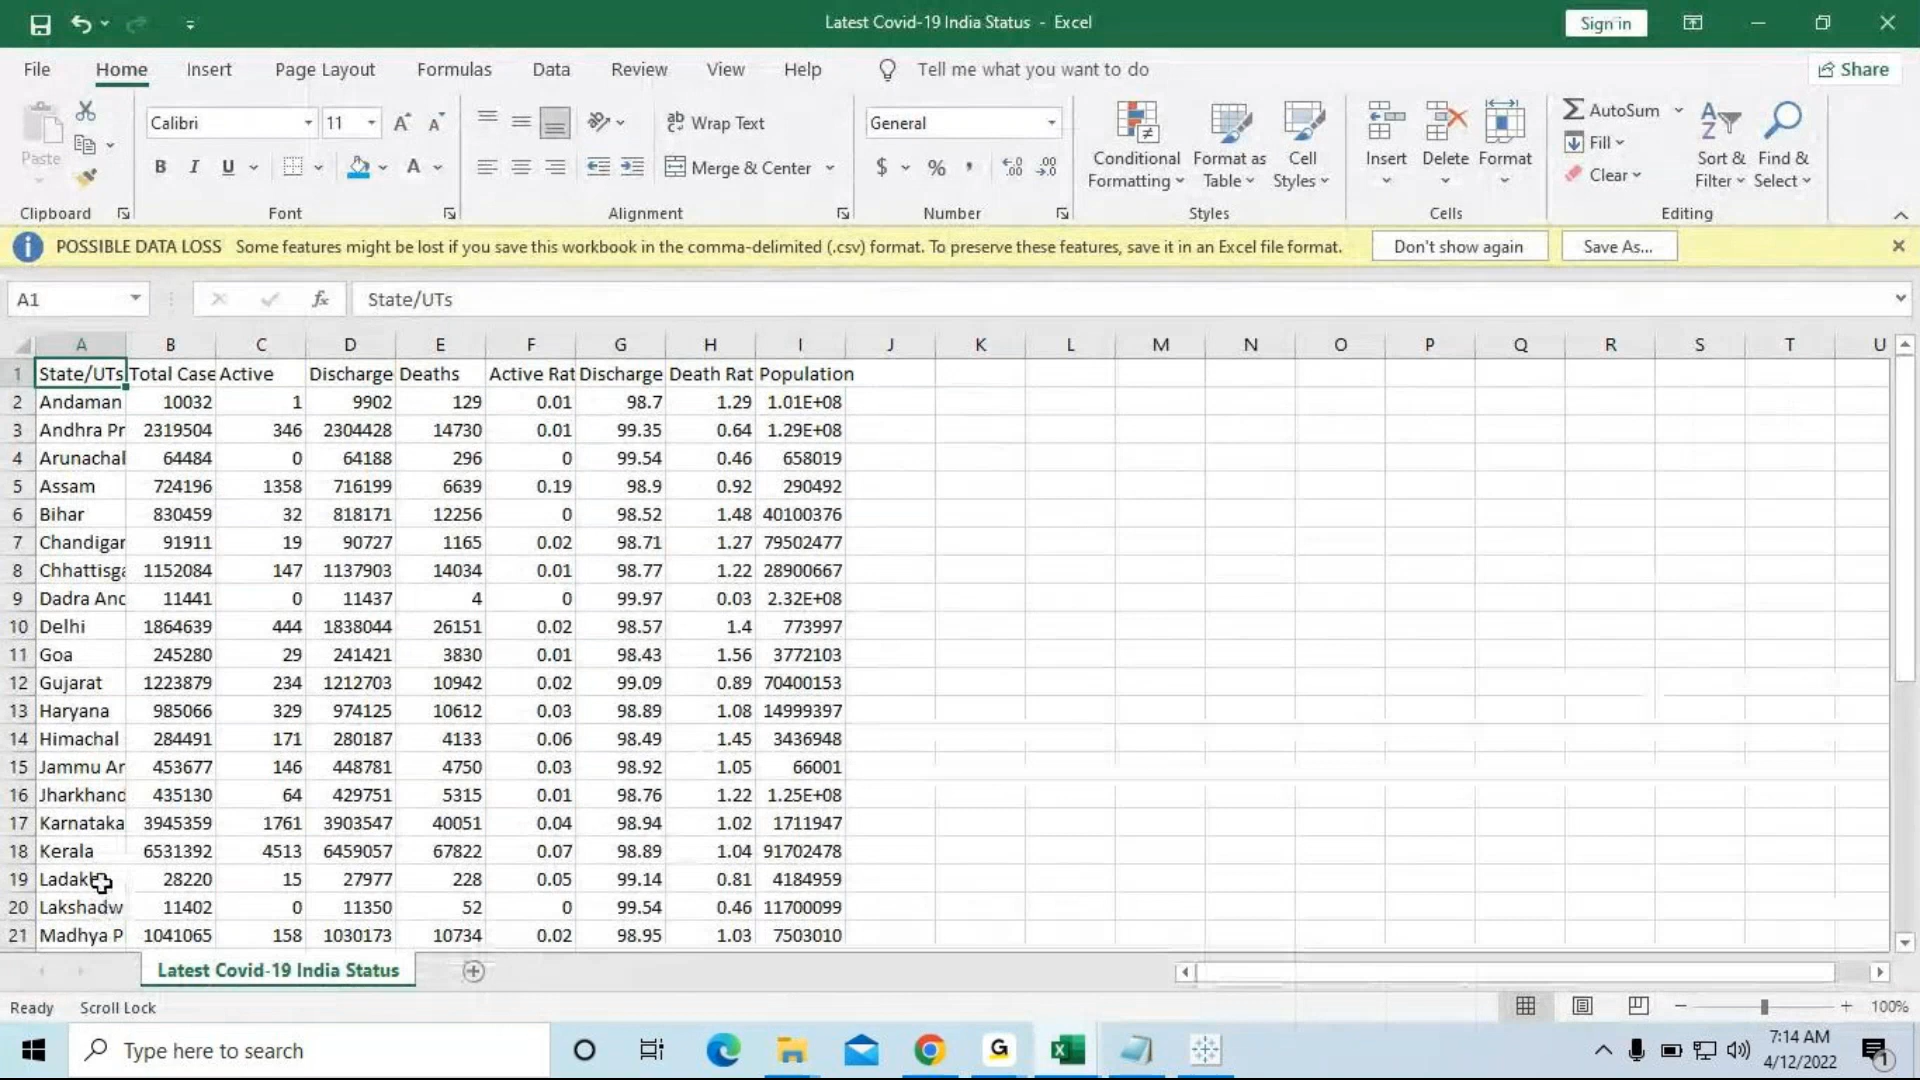 Latest Covid-19 India Status - Excel
Sign in
File Home Insert Page Layout Formulas Data Review View Help Tell me what you want to do Share
Paste
Calibri 11
B I U A
Wrap Text
Merge & Center
General
$ % ,
Conditional Formatting
Format as Table
Cell Styles
Insert Delete Format
AutoSum
Fill
Clear
Sort & Filter
Find & Select
Clipboard Font Alignment Number Styles Cells Editing
POSSIBLE DATA LOSS Some features might be lost if you save this workbook in the comma-delimited (.csv) format. To preserve these features, save it in an Excel file format. Don't show again Save As...
A1 fx State/UTs
A B C D E F G H I J K L M N O P Q R S T U
1 State/UTs Total Case Active Discharge Deaths Active Rat Discharge Death Rat Population
2 Andaman 10032 1 9902 129 0.01 98.7 1.29 1.01E+08
3 Andhra Pr 2319504 346 2304428 14730 0.01 99.35 0.64 1.29E+08
4 Arunachal 64484 0 64188 296 0 99.54 0.46 658019
5 Assam 724196 1358 716199 6639 0.19 98.9 0.92 290492
6 Bihar 830459 32 818171 12256 0 98.52 1.48 40100376
7 Chandigar 91911 19 90727 1165 0.02 98.71 1.27 79502477
8 Chhattisga 1152084 147 1137903 14034 0.01 98.77 1.22 28900667
9 Dadra And 11441 0 11437 4 0 99.97 0.03 2.32E+08
10 Delhi 1864639 444 1838044 26151 0.02 98.57 1.4 773997
11 Goa 245280 29 241421 3830 0.01 98.43 1.56 3772103
12 Gujarat 1223879 234 1212703 10942 0.02 99.09 0.89 70400153
13 Haryana 985066 329 974125 10612 0.03 98.89 1.08 14999397
14 Himachal 284491 171 280187 4133 0.06 98.49 1.45 3436948
15 Jammu An 453677 146 448781 4750 0.03 98.92 1.05 66001
16 Jharkhand 435130 64 429751 5315 0.01 98.76 1.22 1.25E+08
17 Karnataka 3945359 1761 3903547 40051 0.04 98.94 1.02 1711947
18 Kerala 6531392 4513 6459057 67822 0.07 98.89 1.04 91702478
19 Ladakh 28220 15 27977 228 0.05 99.14 0.81 4184959
20 Lakshadw 11402 0 11350 52 0 99.54 0.46 11700099
21 Madhya P 1041065 158 1030173 10734 0.02 98.95 1.03 7503010
Latest Covid-19 India Status
Ready Scroll Lock 100%
Type here to search
7:14 AM
4/12/2022
1